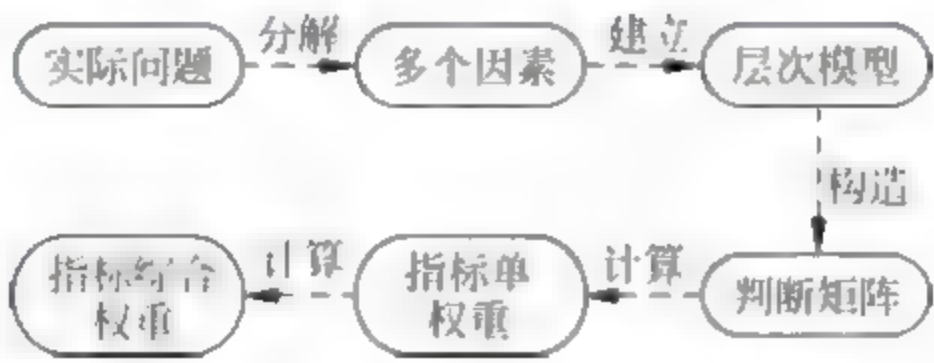 实际问题
分解
多个因素
建立
层次模型
构造
判断矩阵
计算
指标单
权重
计算
指标综合
权重